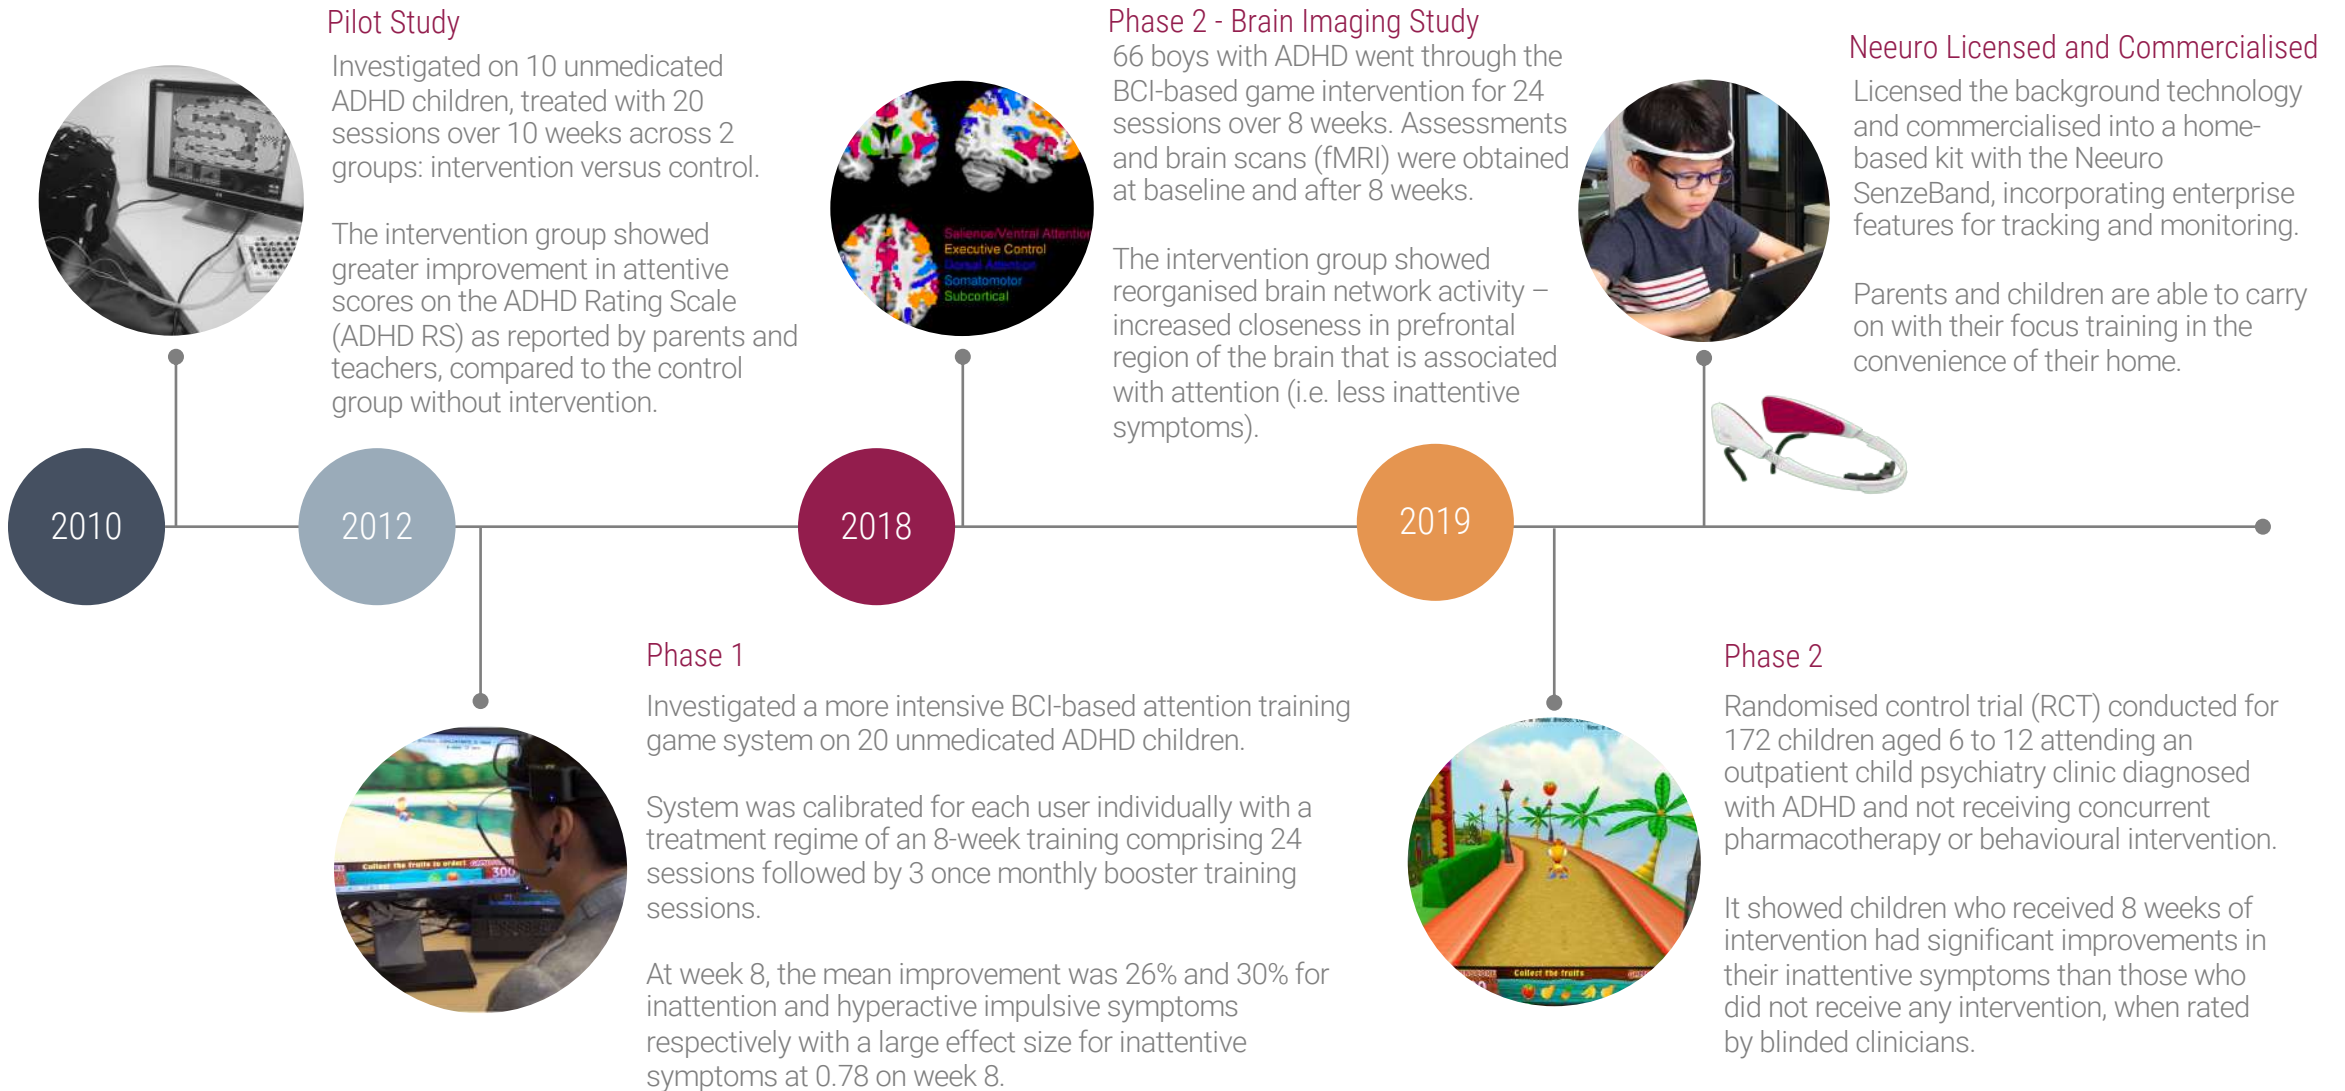 Pilot Study
Investigated on 10 unmedicated
ADHD children, treated with 20
sessions over 10 weeks across 2
groups: intervention versus control.
The intervention group showed
greater improvement in attentive
scores on the ADHD Rating Scale
(ADHD RS) as reported by parents and
teachers, compared to the control
group without intervention.
Phase 2 - Brain Imaging Study
66 boys with ADHD went through the
BCI-based game intervention for 24
sessions over 8 weeks. Assessments
and brain scans (fMRI) were obtained
at baseline and after 8 weeks.
The intervention group showed
reorganised brain network activity –
increased closeness in prefrontal
region of the brain that is associated
with attention (i.e. less inattentive
symptoms).
Salience/Ventral Attention
Executive Control
Dorsal Attention
Somatomotor
Subcortical
Neeuro Licensed and Commercialised
Licensed the background technology
and commercialised into a home-
based kit with the Neeuro
SenzeBand, incorporating enterprise
features for tracking and monitoring.
Parents and children are able to carry
on with their focus training in the
convenience of their home.
2010
2012
2018
2019
Phase 1
Investigated a more intensive BCI-based attention training
game system on 20 unmedicated ADHD children.
System was calibrated for each user individually with a
treatment regime of an 8-week training comprising 24
sessions followed by 3 once monthly booster training
sessions.
At week 8, the mean improvement was 26% and 30% for
inattention and hyperactive impulsive symptoms
respectively with a large effect size for inattentive
symptoms at 0.78 on week 8.
Collect the fruits in order!
300
Phase 2
Randomised control trial (RCT) conducted for
172 children aged 6 to 12 attending an
outpatient child psychiatry clinic diagnosed
with ADHD and not receiving concurrent
pharmacotherapy or behavioural intervention.
It showed children who received 8 weeks of
intervention had significant improvements in
their inattentive symptoms than those who
did not receive any intervention, when rated
by blinded clinicians.
Collect the fruits